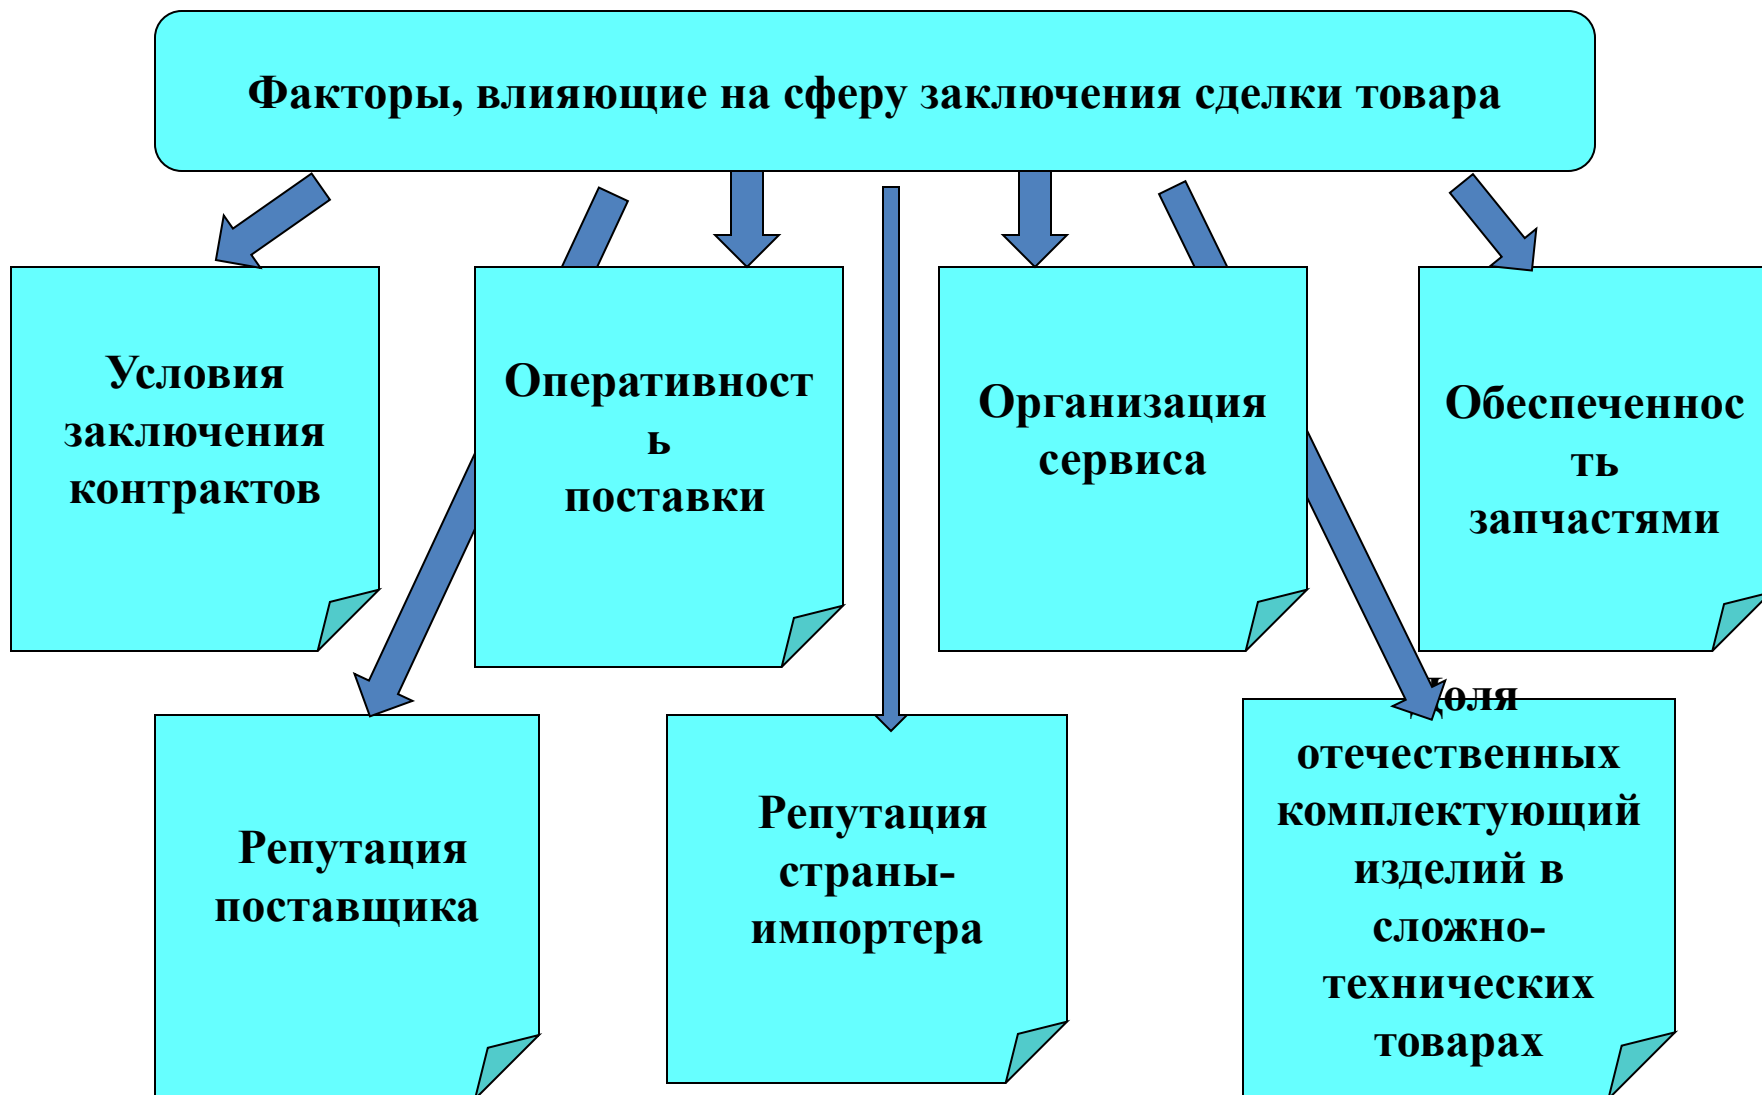 Факторы, влияющие на сферу заключения сделки товара
Условия
заключения
контрактов
Оперативност
ь
поставки
Организация
сервиса
Обеспеченнос
ть
запчастями
Репутация
поставщика
Репутация
страны-
импортера
Доля
отечественных
комплектующий
изделий в
сложно-
технических
товарах